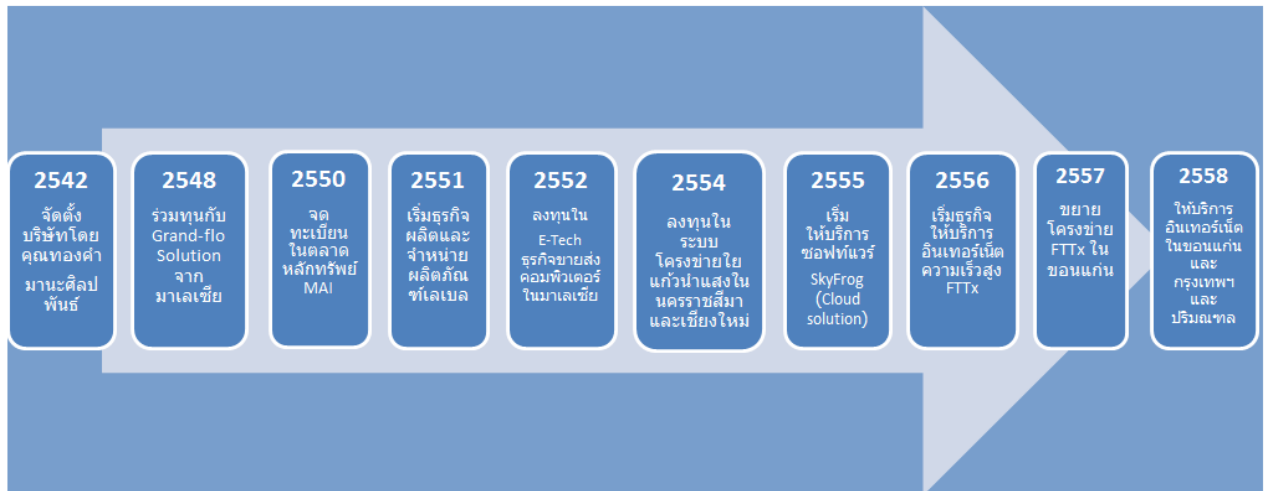 2542
จัดตั้ง
บริษัทโดย
คุณทองคำ
มานะศิลป
พันธ์
2548
ร่วมทุนกับ
Grand-flo
Solution
จาก
มาเลเซีย
2550
จด
ทะเบียน
ในตลาด
หลักทรัพย์
MAI
2551
เริ่มธุรกิจ
ผลิตและ
จำหน่าย
ผลิตภัณ
ฑ์เลเบล
2552
ลงทุนใน
E-Tech
ธุรกิจขายส่ง
คอมพิวเตอร์
ในมาเลเซีย
2554
ลงทุนใน
ระบบ
โครงข่ายใย
แก้วนำแสงใน
นครราชสีมา
และเชียงใหม่
2555
เริ่ม
ให้บริการ
ซอฟท์แวร์
SkyFrog
(Cloud
solution)
2556
เริ่มธุรกิจ
ให้บริการ
อินเทอร์เน็ต
ความเร็วสูง
FTTx
2557
ขยาย
โครงข่าย
FTTx ใน
ขอนแก่น
2558
ให้บริการ
อินเทอร์เน็ต
ในขอนแก่น
และ
กรุงเทพฯ
และ
ปริมณฑล